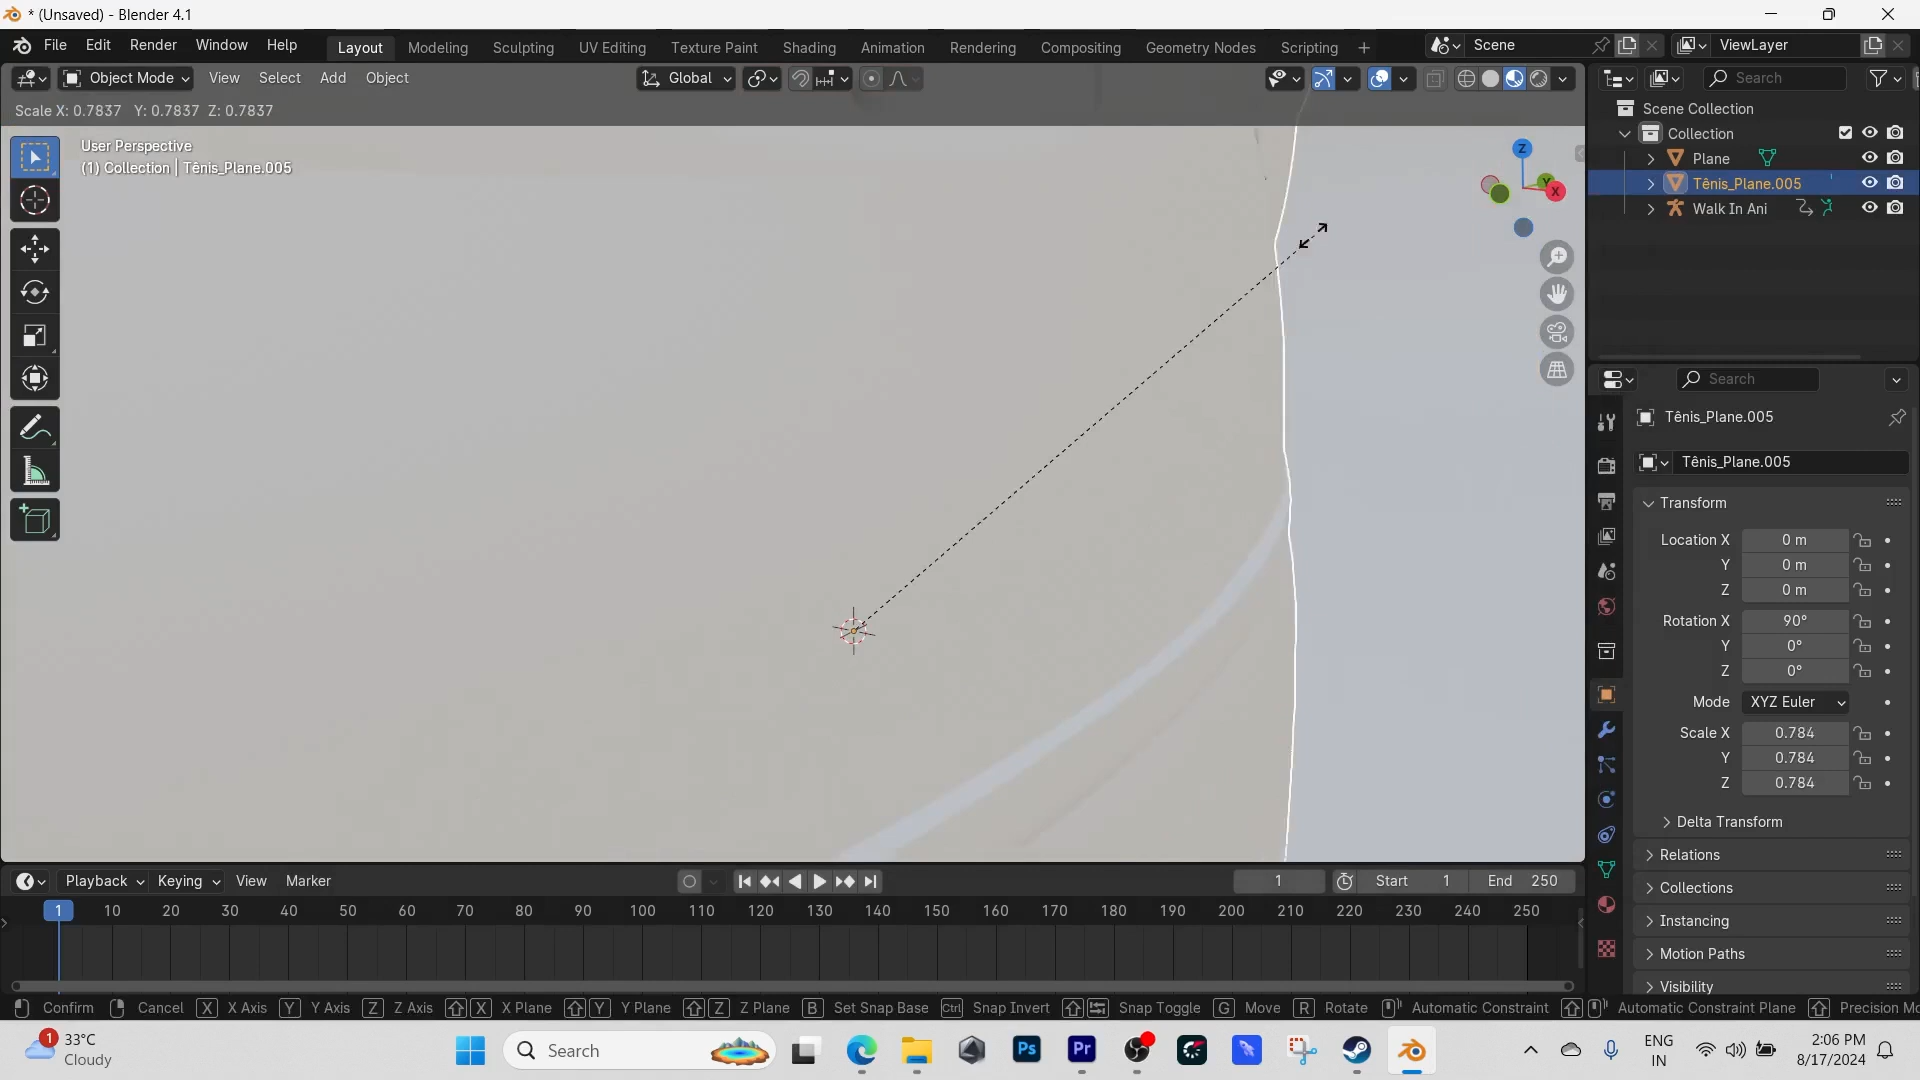 * (Unsaved) - Blender 4.1
File Edit Render Window Help
Layout Modeling Sculpting UV Editing Texture Paint Shading Animation Rendering Compositing Geometry Nodes Scripting +
Scene
ViewLayer
Object Mode View Select Add Object
Global
Search
Scale X: 0.7837 Y: 0.7837 Z: 0.7837
Scene Collection
Collection
Plane
Tênis_Plane.005
Walk In Ani
User Perspective
(1) Collection | Tênis_Plane.005
Z
Y
X
Search
Tênis_Plane.005
Tênis_Plane.005
Transform
Location X 0 m
Y 0 m
Z 0 m
Rotation X 90°
Y 0°
Z 0°
Mode XYZ Euler
Scale X 0.784
Y 0.784
Z 0.784
Delta Transform
Relations
Collections
Instancing
Motion Paths
Visibility
Playback Keying View Marker
1 Start 1 End 250
1 10 20 30 40 50 60 70 80 90 100 110 120 130 140 150 160 170 180 190 200 210 220 230 240 250
Confirm Cancel X X Axis Y Y Axis Z Z Axis X X Plane Y Y Plane Z Z Plane B Set Snap Base Ctrl Snap Invert Snap Toggle G Move R Rotate Automatic Constraint Automatic Constraint Plane Precision Mo
1
33°C
Cloudy
Search
Ps
Pr
ENG
IN
2:06 PM
8/17/2024